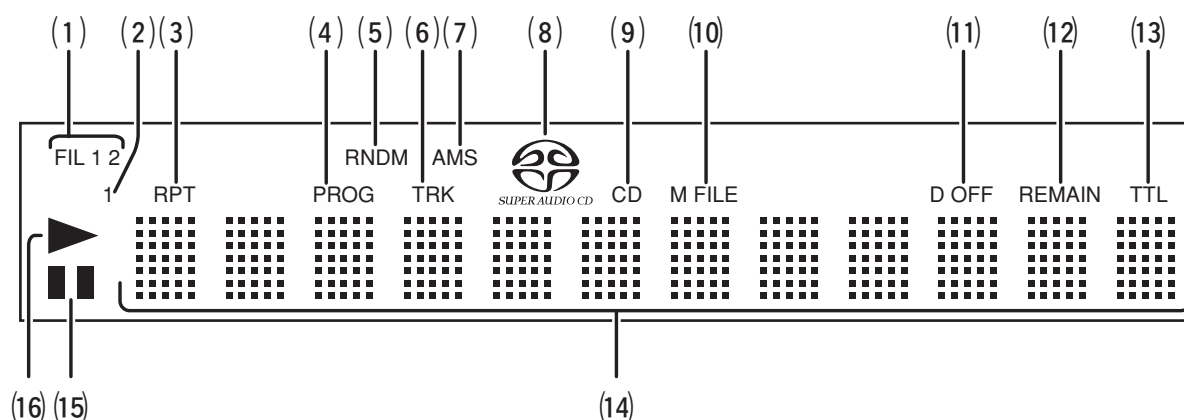 (1) (2) (3) (4) (5) (6) (7) (8) (9) (10) (11) (12) (13)
FIL 1 2 RNDM AMS
1 RPT PROG TRK SUPER AUDIO CD CD M FILE D OFF REMAIN TTL
(16) (15) (14)